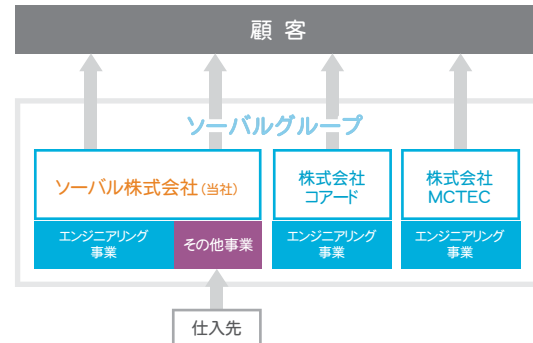 顧客
ソーバルグループ
ソーバル株式会社(当社)
株式会社
コアード
株式会社
MCTEC
エンジニアリング
事業
その他事業
エンジニアリング
事業
エンジニアリング
事業
仕入先